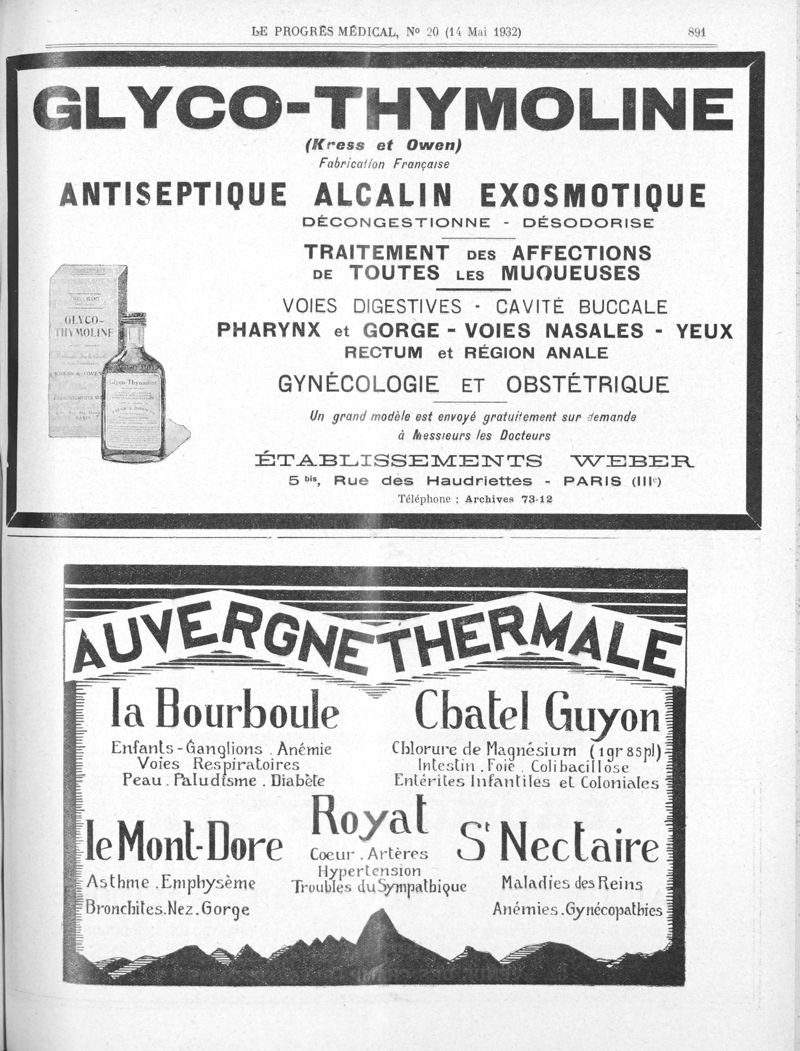 LE PROGRÈS MÉDICAL, Nº 20 (14 Mai 1932) 891
GLYCO-THYMOLINE
(Kress et Owen)
Fabrication Française
ANTISEPTIQUE ALCALIN EXOSMOTIQUE
DÉCONGESTIONNE - DÉSODORISE
TRAITEMENT DES AFFECTIONS
DE TOUTES LES MUQUEUSES
GLYCO-
THYMOLINE
Glyco-Thymoline
VOIES DIGESTIVES - CAVITÉ BUCCALE
PHARYNX et GORGE - VOIES NASALES - YEUX
RECTUM et RÉGION ANALE
GYNÉCOLOGIE ET OBSTÉTRIQUE
Un grand modèle est envoyé gratuitement sur demande
à Messieurs les Docteurs
ÉTABLISSEMENTS WEBER
5 bis, Rue des Haudriettes - PARIS (IIIe)
Téléphone : Archives 73-12
AUVERGNE THERMALE
la Bourboule
Enfants-Ganglions . Anémie
Voies Respiratoires
Peau . Paludisme . Diabète
Chatel Guyon
Chlorure de Magnésium (1gr 85pl)
Intestin . Foie . Colibacillose
Entérites Infantiles et Coloniales
le Mont-Dore
Asthme . Emphysème
Bronchites. Nez. Gorge
Royat
Coeur . Artères
Hypertension
Troubles du Sympathique
St Nectaire
Maladies des Reins
Anémies . Gynécopathies